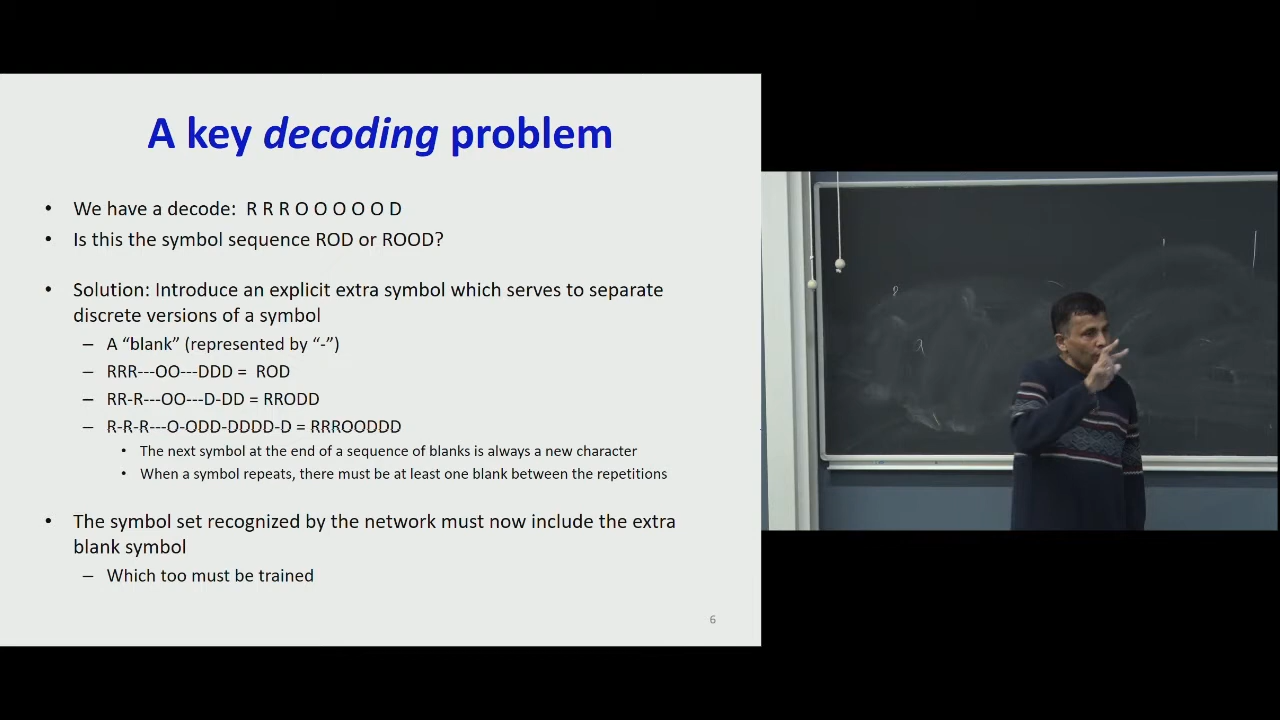 A key decoding problem
• We have a decode: R R R O O O O O D
• Is this the symbol sequence ROD or ROOD?
• Solution: Introduce an explicit extra symbol which serves to separate
discrete versions of a symbol
– A “blank” (represented by “-”)
– RRR---OO---DDD = ROD
– RR-R---OO---D-DD = RRODD
– R-R-R---O-ODD-DDDD-D = RRROODDD
• The next symbol at the end of a sequence of blanks is always a new character
• When a symbol repeats, there must be at least one blank between the repetitions
• The symbol set recognized by the network must now include the extra
blank symbol
– Which too must be trained
6